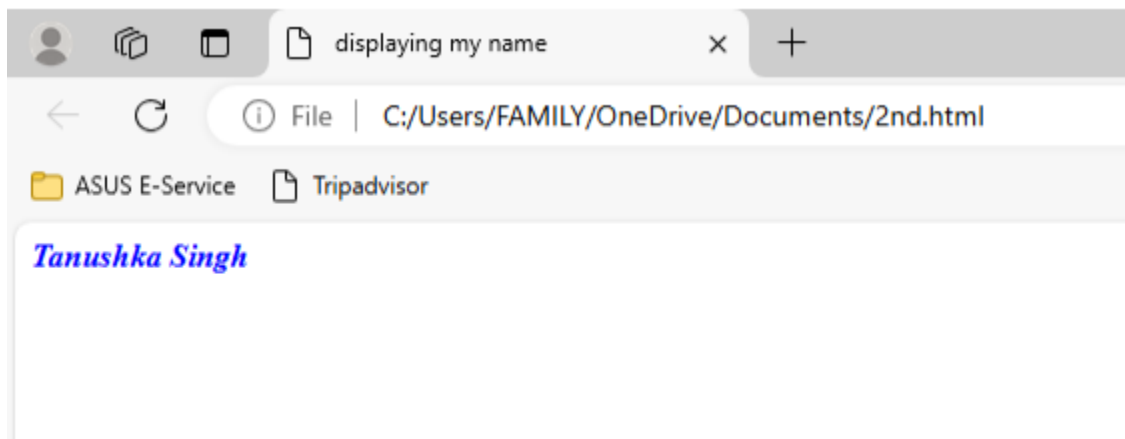 displaying my name
File | C:/Users/FAMILY/OneDrive/Documents/2nd.html
ASUS E-Service Tripadvisor
Tanushka Singh